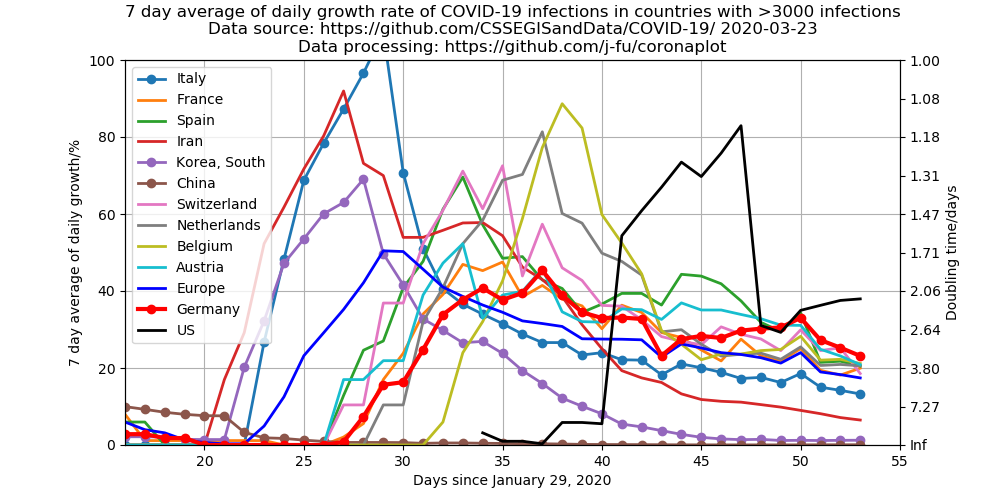 7 day average of daily growth rate of COVID-19 infections in countries with >3000 infections
Data source: https://github.com/CSSEGISandData/COVID-19/ 2020-03-23
Data processing: https://github.com/j-fu/coronaplot
7 day average of daily growth/%
100
80
60
40
20
0
Italy
France
Spain
Iran
Korea, South
China
Switzerland
Netherlands
Belgium
Austria
Europe
Germany
US
1.00
1.08
1.18
1.31
1.47
1.71
2.06
2.64
3.80
7.27
Inf
Doubling time/days
20
25
30
35
40
45
50
55
Days since January 29, 2020